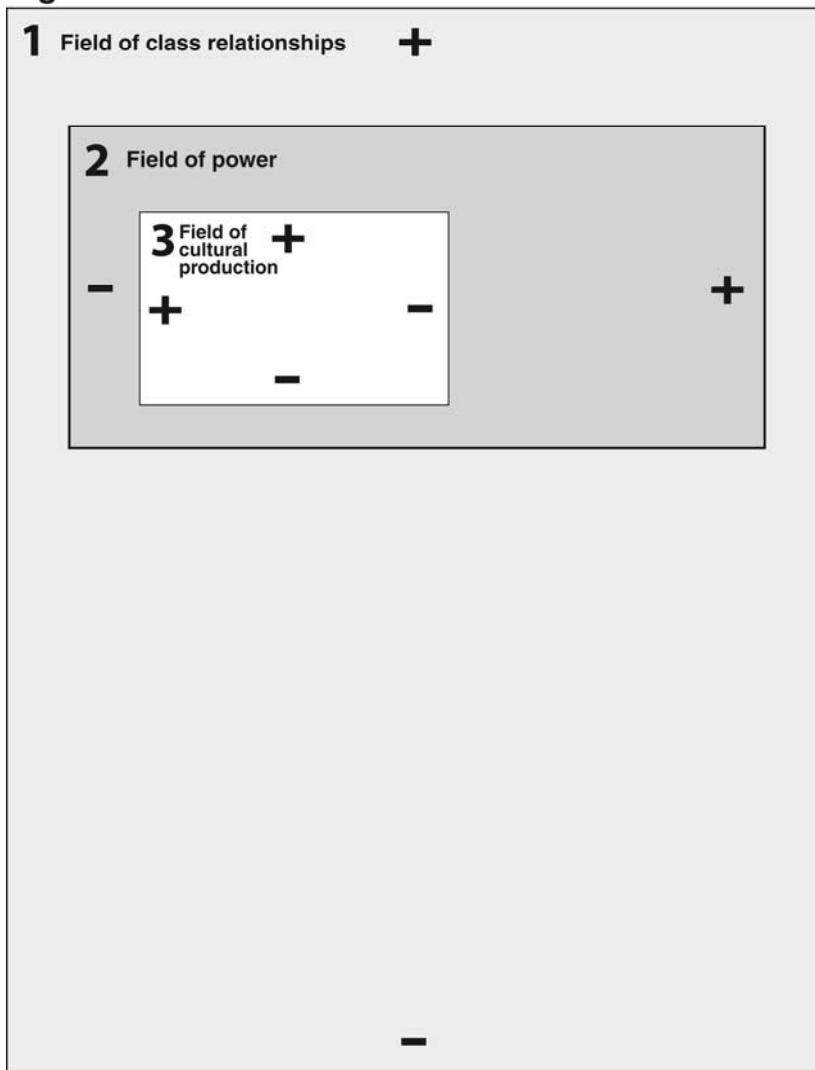 1 Field of class relationships +
2 Field of power
3 Field of +
cultural
production
- +
+ -
-
-